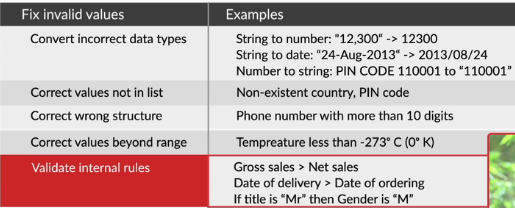 Fix invalid values Examples
Convert incorrect data types String to number: "12,300" -> 12300
String to date: "24-Aug-2013" -> 2013/08/24
Number to string: PIN CODE 110001 to "110001"
Correct values not in list Non-existent country, PIN code
Correct wrong structure Phone number with more than 10 digits
Correct values beyond range Tempreature less than -273° C (0° K)
Validate internal rules Gross sales > Net sales
Date of delivery > Date of ordering
If title is "Mr" then Gender is "M"